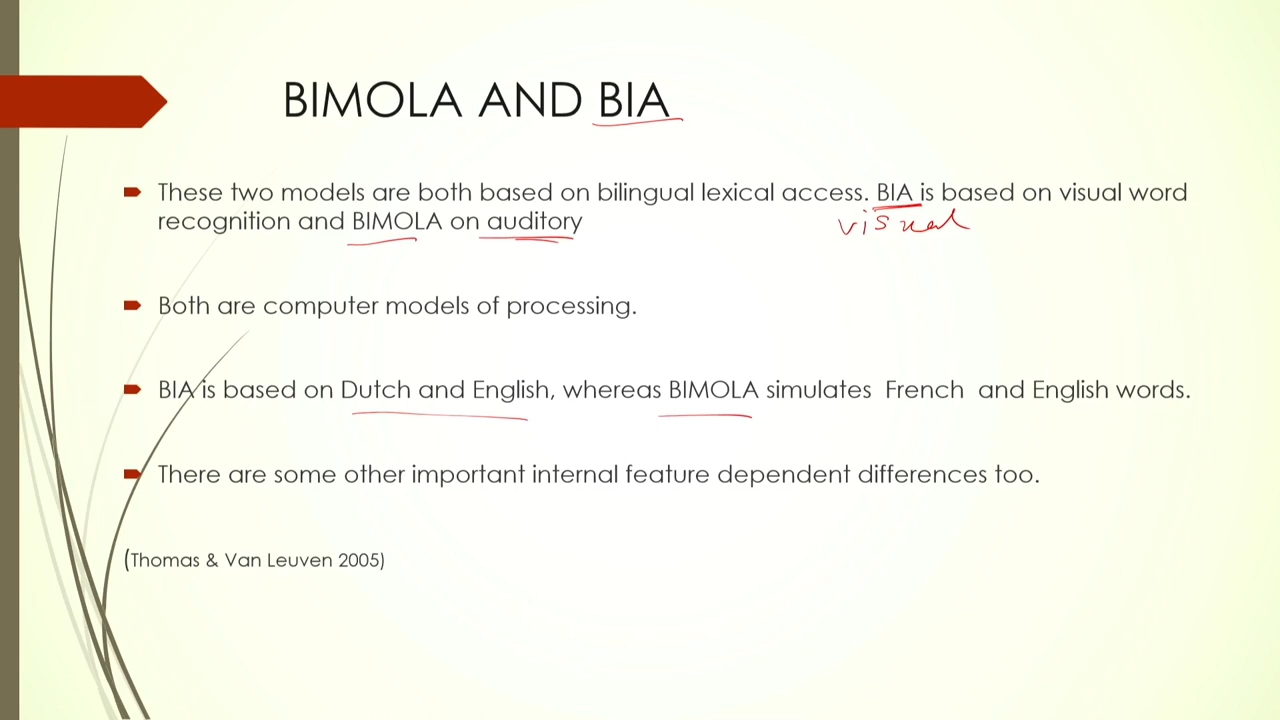 BIMOLA AND BIA
These two models are both based on bilingual lexical access. BIA is based on visual word
recognition and BIMOLA on auditory
visual
Both are computer models of processing.
BIA is based on Dutch and English, whereas BIMOLA simulates French and English words.
There are some other important internal feature dependent differences too.
(Thomas & Van Leuven 2005)